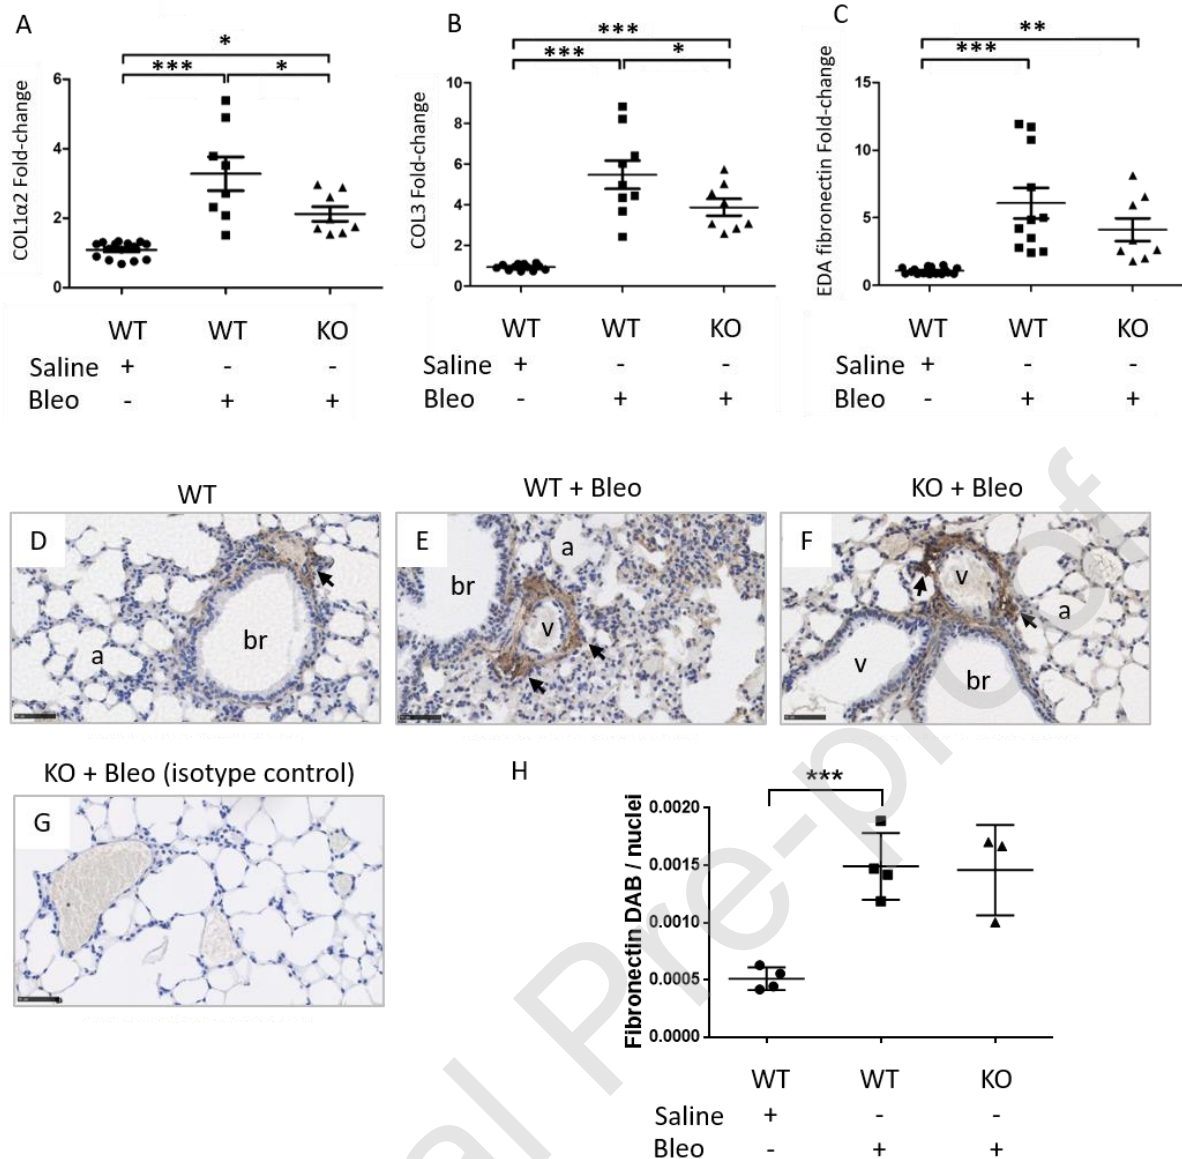 A
*
***
*
COL1α2 Fold-change
6
4
2
0
WT WT KO
Saline + - -
Bleo - + +
B
***
***
*
COL3 Fold-change
10
8
6
4
2
0
WT WT KO
Saline + - -
Bleo - + +
C
**
***
EDA fibronectin Fold-change
15
10
5
0
WT WT KO
Saline + - -
Bleo - + +
WT
D
a
br
WT + Bleo
E
br
a
v
KO + Bleo
F
v
a
v
br
KO + Bleo (isotype control)
G
H
***
Fibronectin DAB / nuclei
0.0020
0.0015
0.0010
0.0005
0.0000
WT WT KO
Saline + - -
Bleo - + +
al Pre-proof